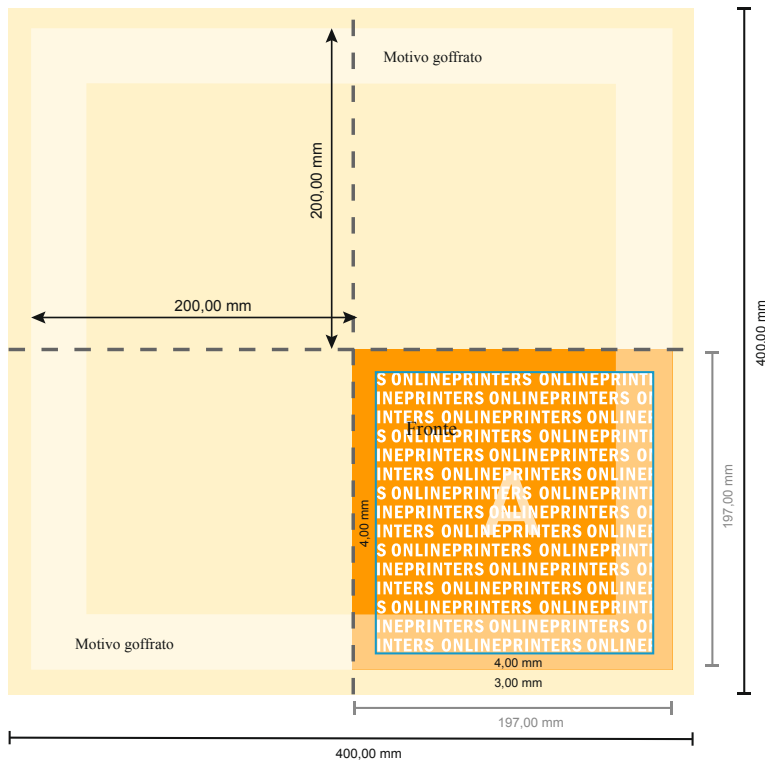 Motivo goffrato
200,00 mm
200,00 mm
400.00 mm
S ONLINEPRINTERS ONLINEPRINT
INEPRINTERS ONLINEPRINTERS O
INTERS ONLINEPRINTERS ONLINE
Fronte
S ONLINEPRINTERS ONLINEPRINT
INEPRINTERS ONLINEPRINTERS O
INTERS ONLINEPRINTERS ONLINE
A
S ONLINEPRINTERS ONLINEPRINT
INEPRINTERS ONLINEPRINTERS O
INTERS ONLINEPRINTERS ONLINE
4,00 mm
197,00 mm
S ONLINEPRINTERS ONLINEPRINT
INEPRINTERS ONLINEPRINTERS O
INTERS ONLINEPRINTERS ONLINE
S ONLINEPRINTERS ONLINEPRINT
INEPRINTERS ONLINEPRINTERS O
INTERS ONLINEPRINTERS ONLINE
Motivo goffrato
4,00 mm
3,00 mm
197,00 mm
400,00 mm